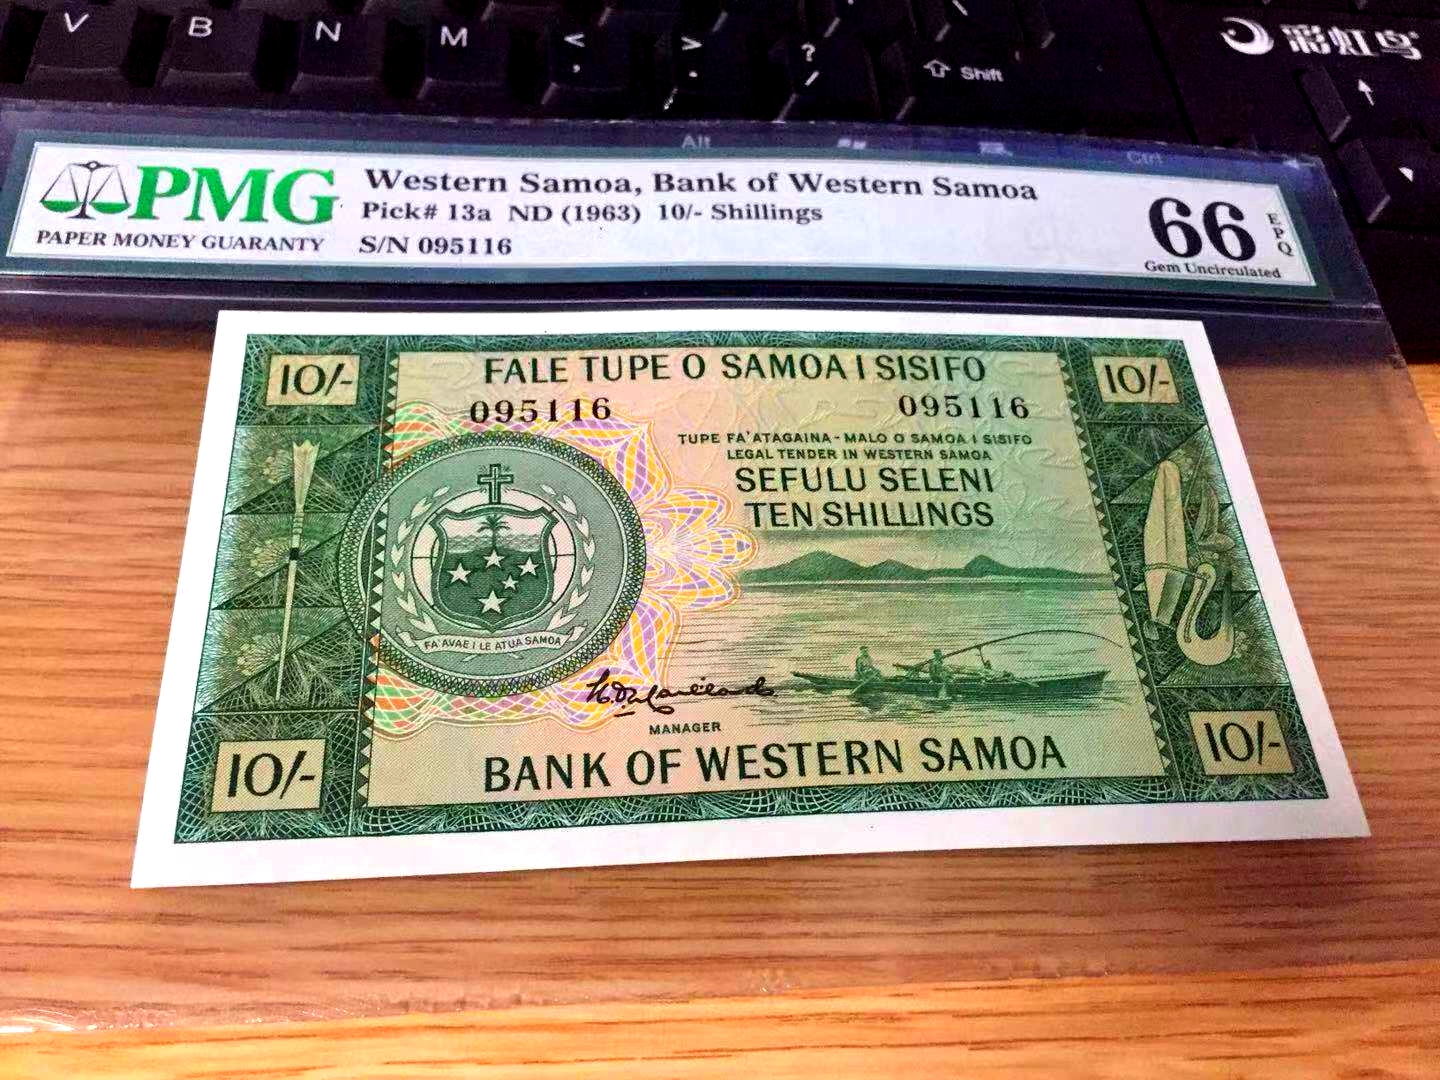 V B N M < , > . ? / Shift
彩虹鸟
Alt Ctrl
PMG
PAPER MONEY GUARANTY
Western Samoa, Bank of Western Samoa
Pick# 13a ND (1963) 10/- Shillings
S/N 095116
66
EPQ
Gem Uncirculated
10/- 10/-
FALE TUPE O SAMOA I SISIFO
095116 095116
TUPE FA'ATAGAINA - MALO O SAMOA I SISIFO
LEGAL TENDER IN WESTERN SAMOA
SEFULU SELENI
TEN SHILLINGS
FA'AVAE I LE ATUA SAMOA
MANAGER
BANK OF WESTERN SAMOA
10/- 10/-